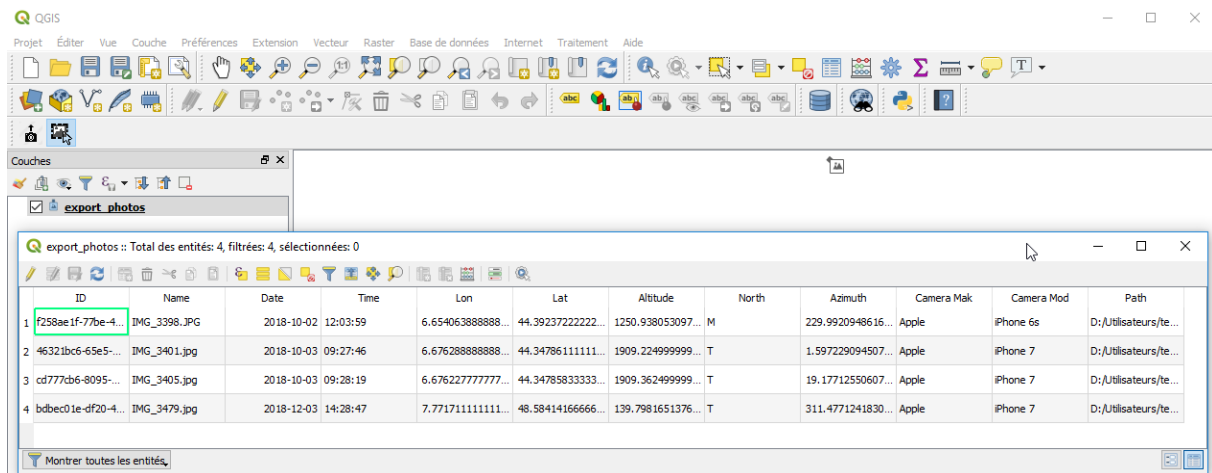 QGIS
Projet Éditer Vue Couche Préférences Extension Vecteur Raster Base de données Internet Traitement Aide
Couches
export_photos
export_photos :: Total des entités: 4, filtrées: 4, sélectionnées: 0
ID Name Date Time Lon Lat Altitude North Azimuth Camera Mak Camera Mod Path
1 f258ae1f-77be-4... IMG_3398.JPG 2018-10-02 12:03:59 6.654063888888... 44.39237222222... 1250.938053097... M 229.9920948616... Apple iPhone 6s D:/Utilisateurs/te...
2 46321bc6-65e5-... IMG_3401.jpg 2018-10-03 09:27:46 6.676288888888... 44.34786111111... 1909.224999999... T 1.597229094507... Apple iPhone 7 D:/Utilisateurs/te...
3 cd777cb6-8095-... IMG_3405.jpg 2018-10-03 09:28:19 6.676227777777... 44.34785833333... 1909.362499999... T 19.17712550607... Apple iPhone 7 D:/Utilisateurs/te...
4 bdbec01e-df20-4... IMG_3479.jpg 2018-12-03 14:28:47 7.771711111111... 48.58414166666... 139.7981651376... T 311.4771241830... Apple iPhone 7 D:/Utilisateurs/te...
Montrer toutes les entités